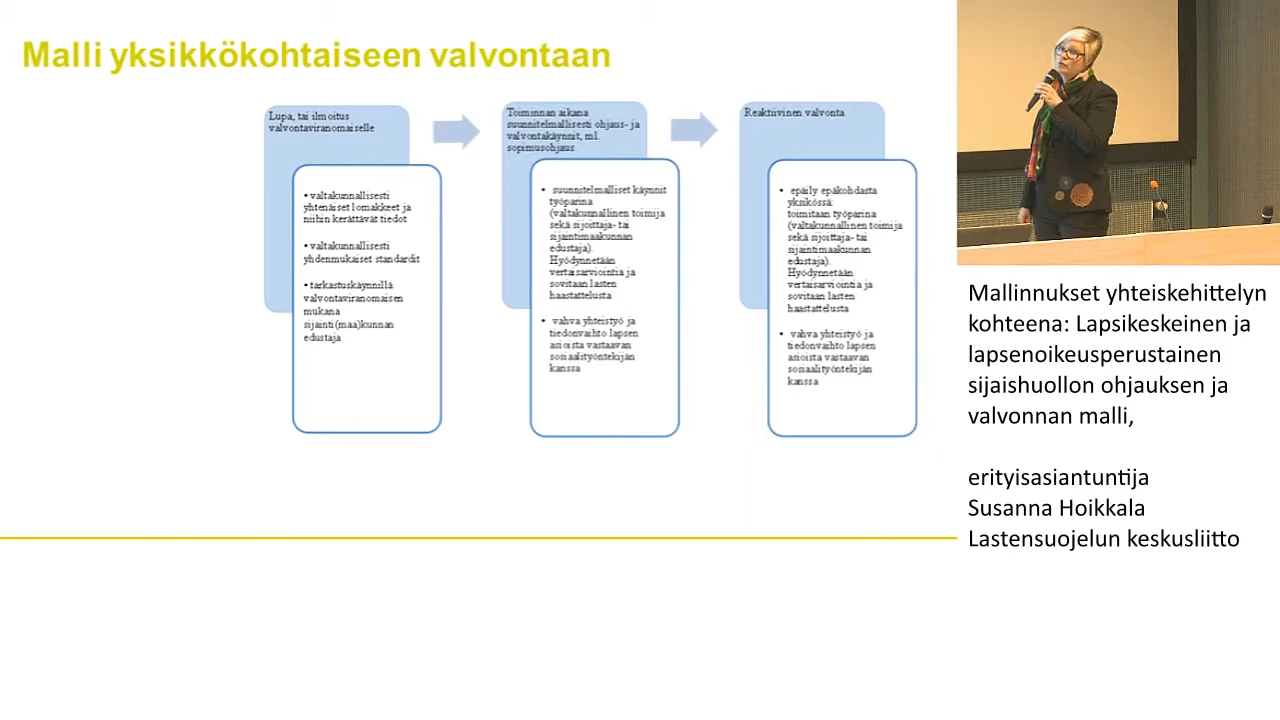 Malli yksikkökohtaiseen valvontaan
Lupa, tai ilmoitus
valvontaviranomaiselle
• valtakunnallisesti
yhtenäiset lomakkeet ja
niihin kerättävät tiedot
• valtakunnallisesti
yhdenmukaiset standardit
• tarkastuskäynnillä
valvontaviranomaisen
mukana
sijainti(maa)kunnan
edustaja
Toiminnan aikana
suunnitelmallisesti ohjaus- ja
valvontakäynnit, ml.
sopimusohjaus
• suunnitelmalliset käynnit
työparina
(valtakunnallinen toimija
sekä sijoittaja- tai
sijaintimaakunnan
edustaja).
Hyödynnetään
vertaisarviointia ja
sovitaan lasten
haastattelusta
• vahva yhteistyö ja
tiedonvaihto lapsen
asioista vastaavan
sosiaalityöntekijän
kanssa
Reaktiivinen valvonta
• epäily epäkohdasta
yksikössä:
toimitaan työparina
(valtakunnallinen toimija
sekä sijoittaja- tai
sijaintimaakunnan
edustaja).
Hyödynnetään
vertaisarviointia ja
sovitaan lasten
haastattelusta
• vahva yhteistyö ja
tiedonvaihto lapsen
asioista vastaavan
sosiaalityöntekijän
kanssa
Mallinnukset yhteiskehittelyn
kohteena: Lapsikeskeinen ja
lapsenoikeusperustainen
sijaishuollon ohjauksen ja
valvonnan malli,
erityisasiantuntija
Susanna Hoikkala
Lastensuojelun keskusliitto